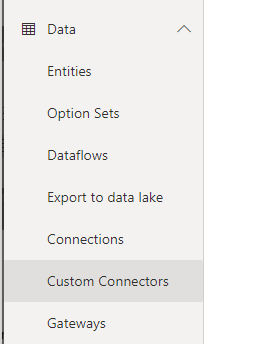 Data
Entities
Option Sets
Dataflows
Export to data lake
Connections
Custom Connectors
Gateways